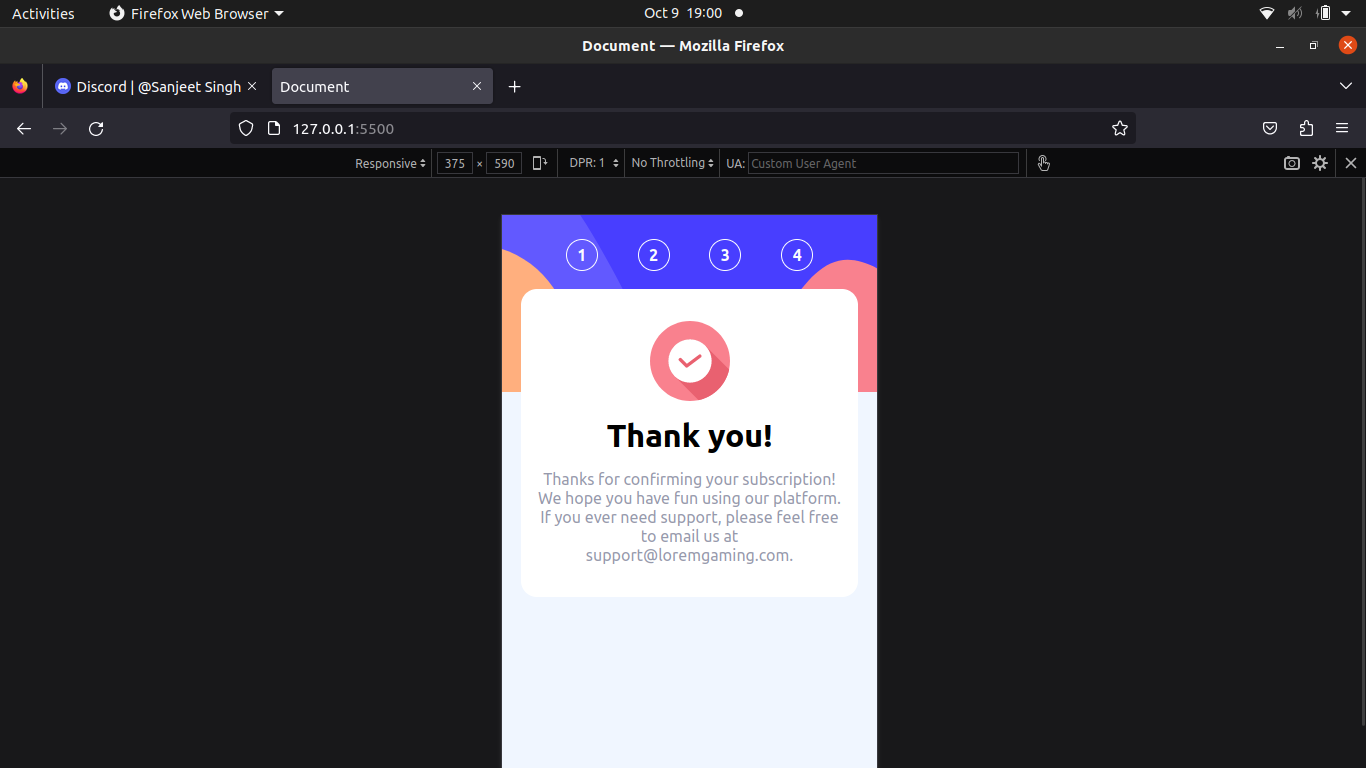 Activities Firefox Web Browser Oct 9 19:00
Document — Mozilla Firefox
Discord | @Sanjeet Singh Document
127.0.0.1:5500
Responsive 375 × 590 DPR: 1 No Throttling UA: Custom User Agent
1 2 3 4
Thank you!
Thanks for confirming your subscription!
We hope you have fun using our platform.
If you ever need support, please feel free
to email us at
support@loremgaming.com.